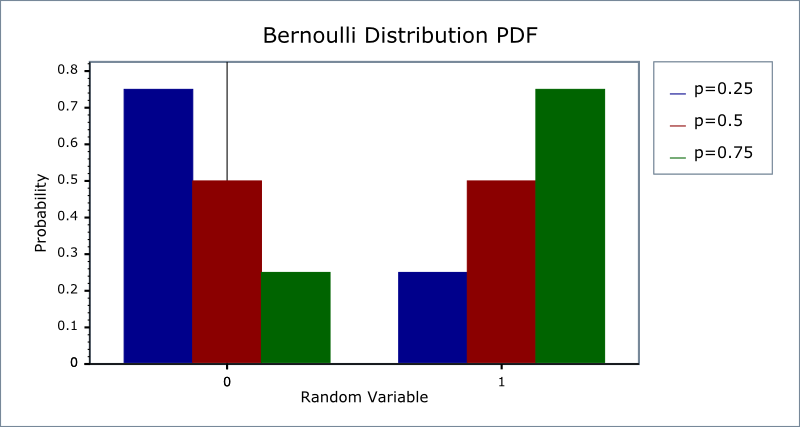 Bernoulli Distribution PDF
0.8
0.7
0.6
0.5
0.4
0.3
0.2
0.1
0
Probability
0
1
Random Variable
p=0.25
p=0.5
p=0.75